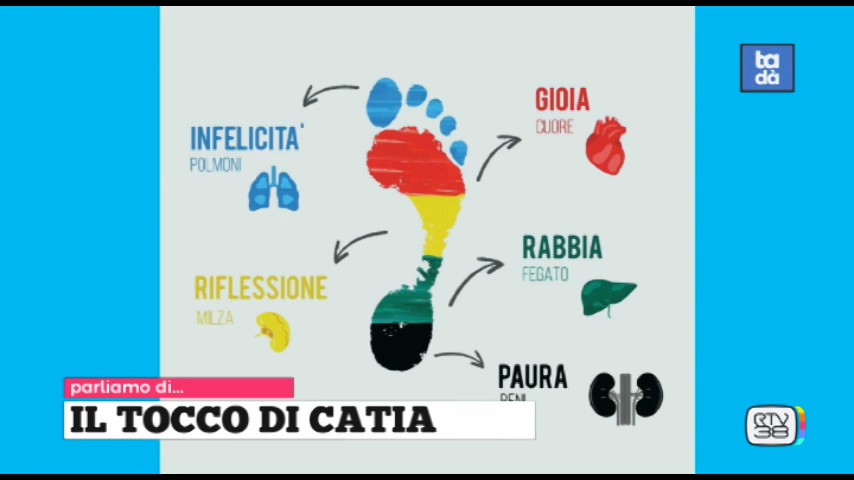 ta
dà
GIOIA
CUORE
INFELICITA'
POLMONI
RABBIA
FEGATO
RIFLESSIONE
MILZA
PAURA
RENI
parliamo di...
IL TOCCO DI CATIA
RTV
38